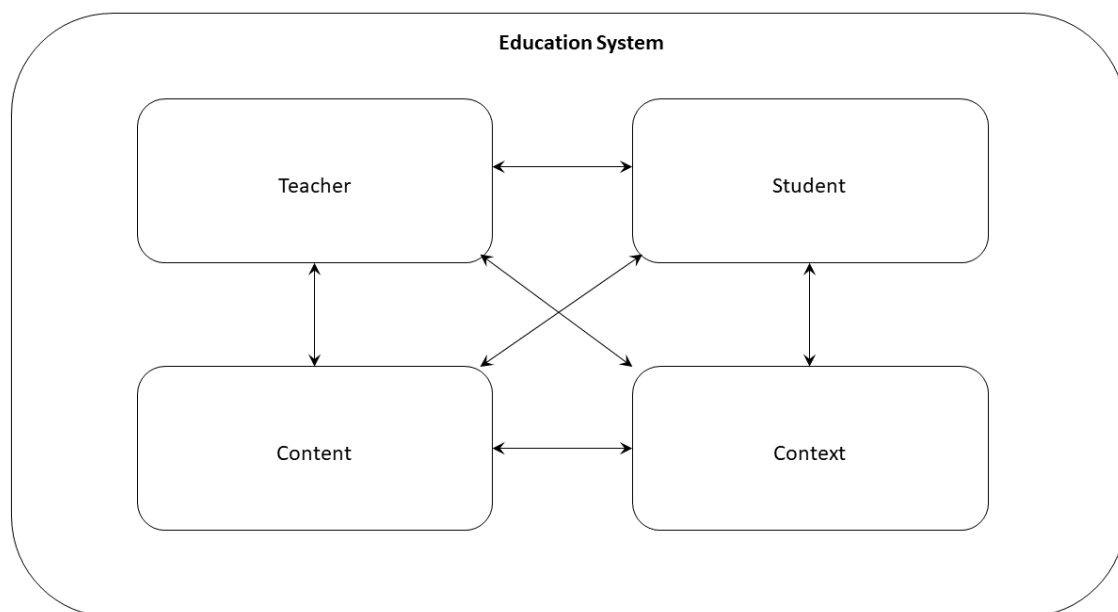 Education System
Teacher
Student
Content
Context